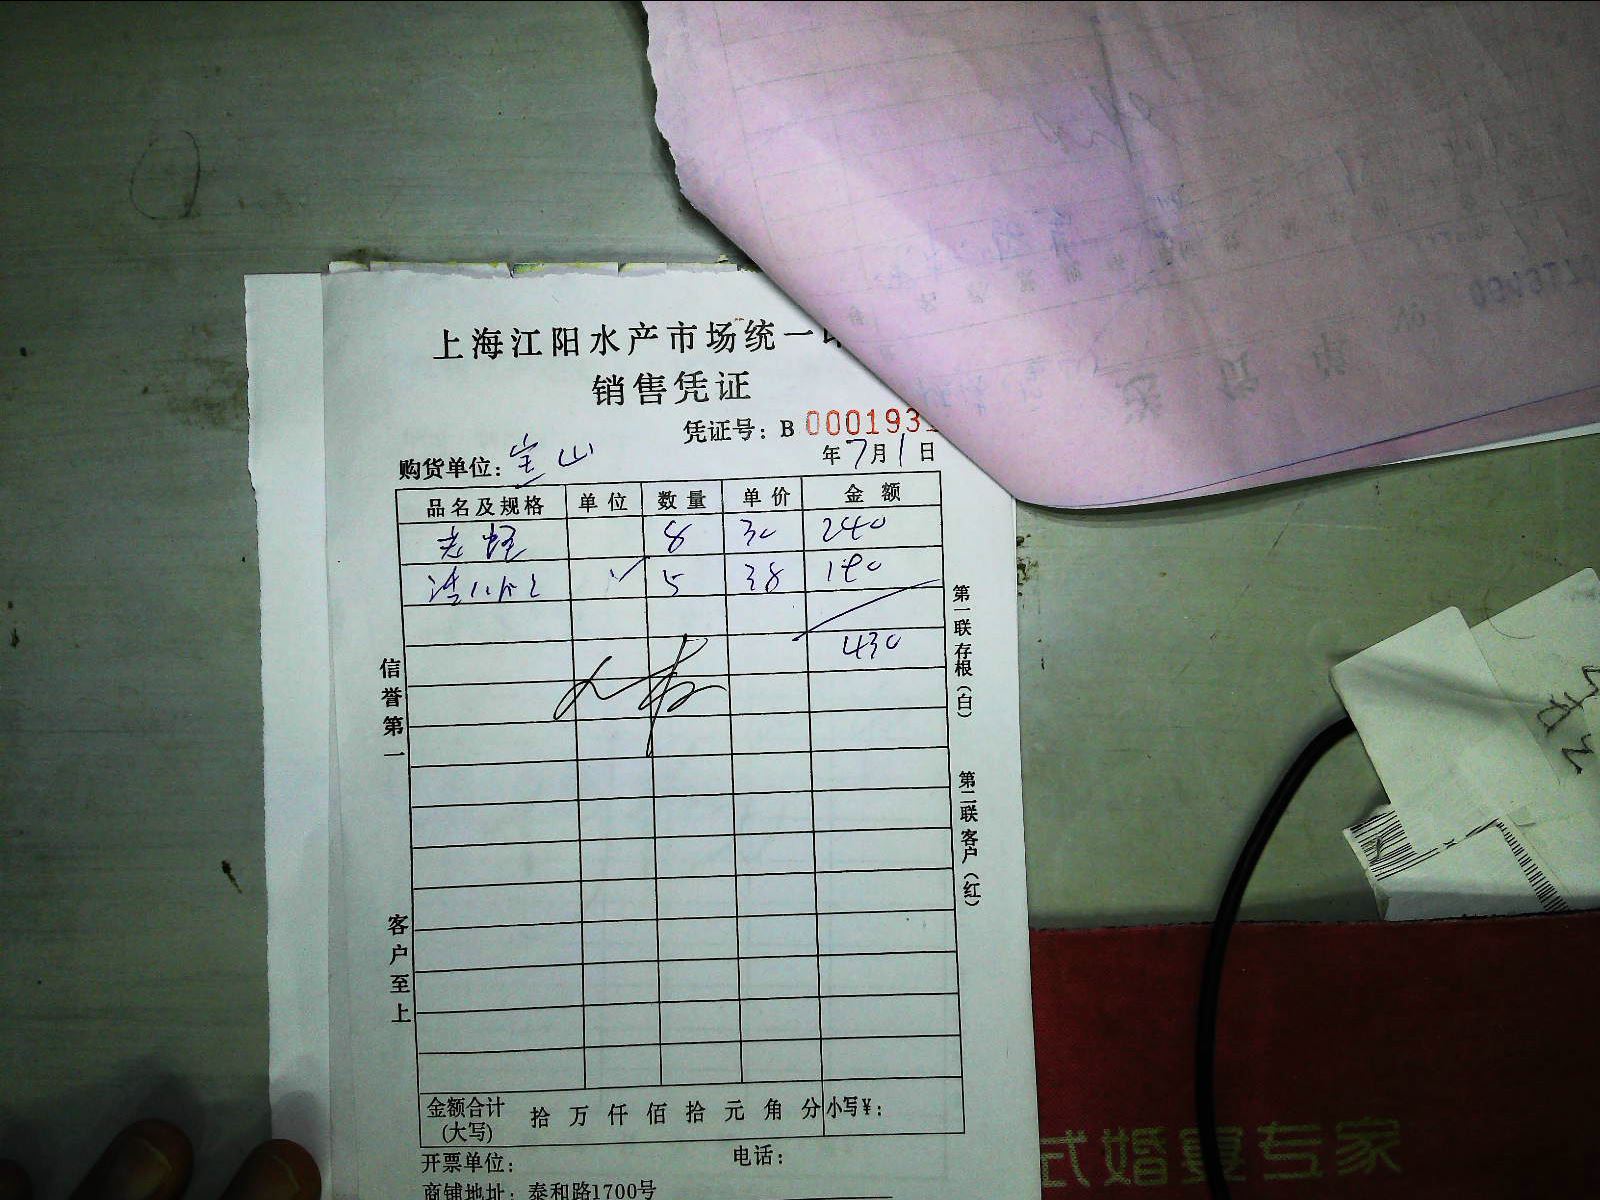 上海江阳水产市场统一
销售凭证
凭证号：B 000193
购货单位：宝山 年7月1日
品名及规格 单位 数量 单价 金额
8 30 240
5 38 190
430
信誉第一
客户至上
第一联存根（白）
第二联客户（红）
金额合计 拾万仟佰拾元角分 小写￥：
（大写）
开票单位： 电话：
商铺地址：泰和路1700号
式婚宴专家